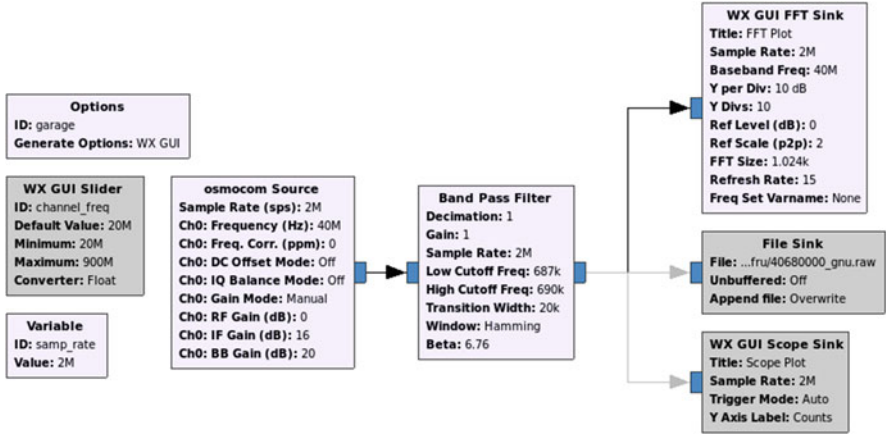 Options
ID: garage
Generate Options: WX GUI
WX GUI Slider
ID: channel_freq
Default Value: 20M
Minimum: 20M
Maximum: 900M
Converter: Float
Variable
ID: samp_rate
Value: 2M
osmocom Source
Sample Rate (sps): 2M
Ch0: Frequency (Hz): 40M
Ch0: Freq. Corr. (ppm): 0
Ch0: DC Offset Mode: Off
Ch0: IQ Balance Mode: Off
Ch0: Gain Mode: Manual
Ch0: RF Gain (dB): 0
Ch0: IF Gain (dB): 16
Ch0: BB Gain (dB): 20
Band Pass Filter
Decimation: 1
Gain: 1
Sample Rate: 2M
Low Cutoff Freq: 687k
High Cutoff Freq: 690k
Transition Width: 20k
Window: Hamming
Beta: 6.76
WX GUI FFT Sink
Title: FFT Plot
Sample Rate: 2M
Baseband Freq: 40M
Y per Div: 10 dB
Y Divs: 10
Ref Level (dB): 0
Ref Scale (p2p): 2
FFT Size: 1.024k
Refresh Rate: 15
Freq Set Varname: None
File Sink
File: ...fru/40680000_gnu.raw
Unbuffered: Off
Append file: Overwrite
WX GUI Scope Sink
Title: Scope Plot
Sample Rate: 2M
Trigger Mode: Auto
Y Axis Label: Counts